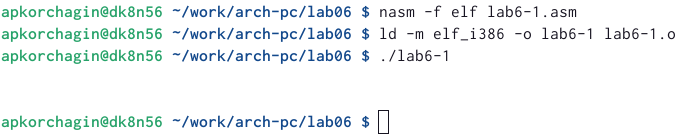 apkorchagin@dk8n56 ~/work/arch-pc/lab06 $ nasm -f elf lab6-1.asm
apkorchagin@dk8n56 ~/work/arch-pc/lab06 $ ld -m elf_i386 -o lab6-1 lab6-1.o
apkorchagin@dk8n56 ~/work/arch-pc/lab06 $ ./lab6-1
apkorchagin@dk8n56 ~/work/arch-pc/lab06 $